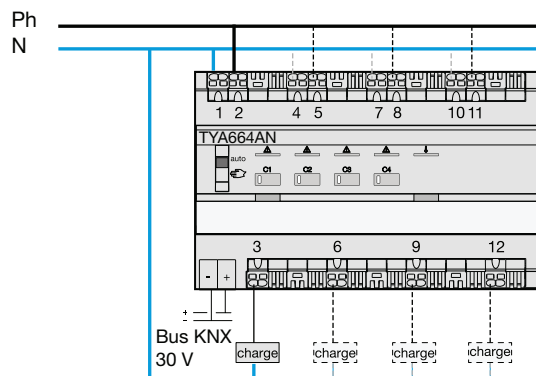 Ph
N
1 2 4 5 7 8 10 11
TYA664AN
auto
C1 C2 C3 C4
3 6 9 12
- +
Bus KNX
30 V
charge charge charge charge